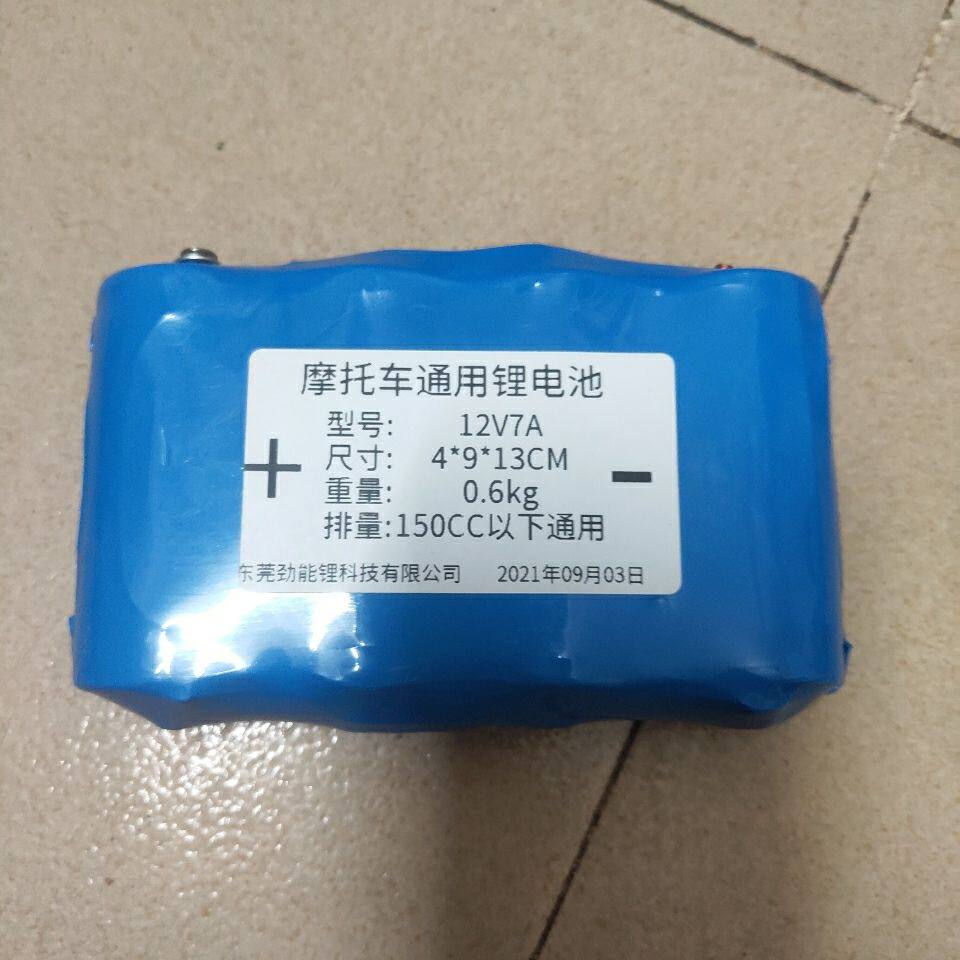 摩托车通用锂电池
型号: 12V7A
尺寸: 4*9*13CM
+ -
重量: 0.6kg
排量:150CC以下通用
东莞劲能锂科技有限公司 2021年09月03日